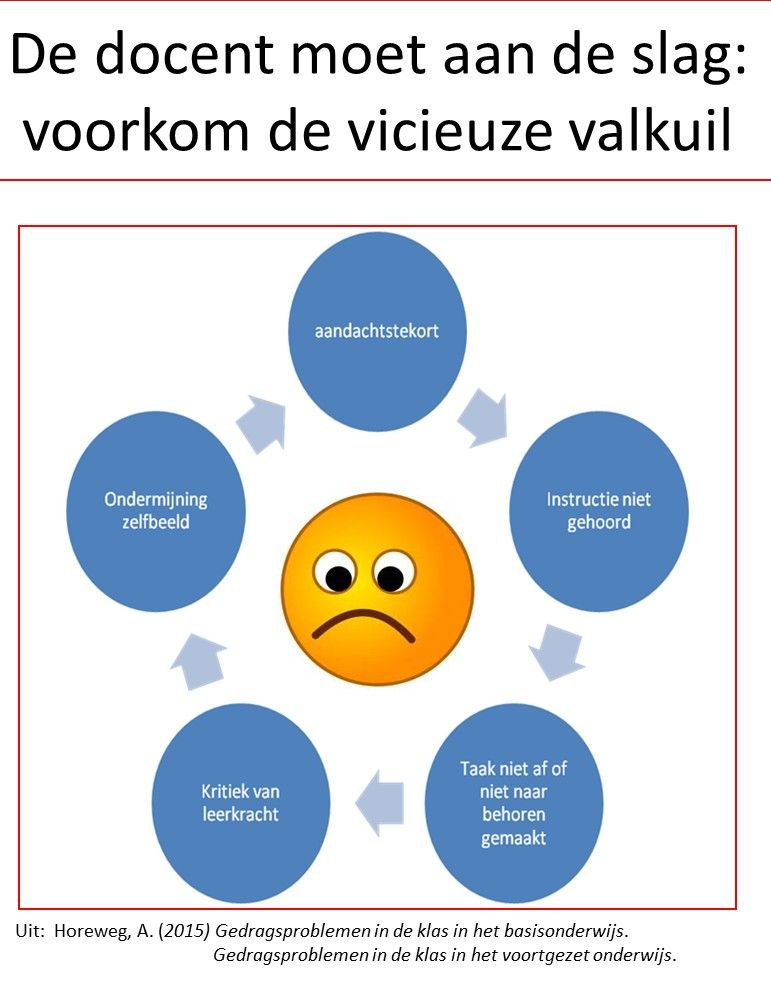 De docent moet aan de slag:
voorkom de vicieuze valkuil
aandachtstekort
Instructie niet
gehoord
Taak niet af of
niet naar
behoren
gemaakt
Kritiek van
leerkracht
Ondermijning
zelfbeeld
Uit: Horeweg, A. (2015) Gedragsproblemen in de klas in het basisonderwijs.
Gedragsproblemen in de klas in het voortgezet onderwijs.